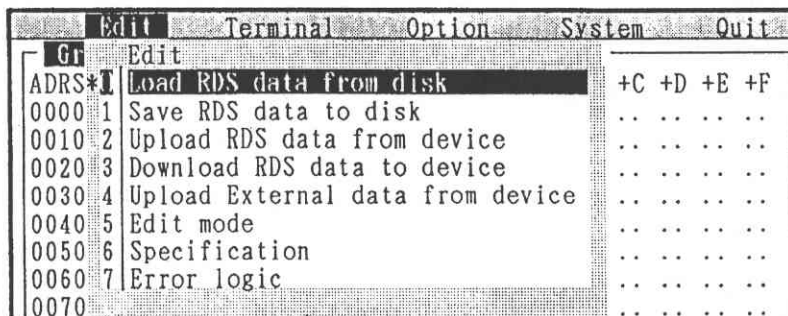 Edit Terminal Option System Quit
Gr Edit
ADRS* Load RDS data from disk +C +D +E +F
0000 1 Save RDS data to disk .. .. .. ..
0010 2 Upload RDS data from device .. .. .. ..
0020 3 Download RDS data to device .. .. .. ..
0030 4 Upload External data from device .. .. .. ..
0040 5 Edit mode .. .. .. ..
0050 6 Specification .. .. .. ..
0060 7 Error logic .. .. .. ..
0070 .. .. .. ..